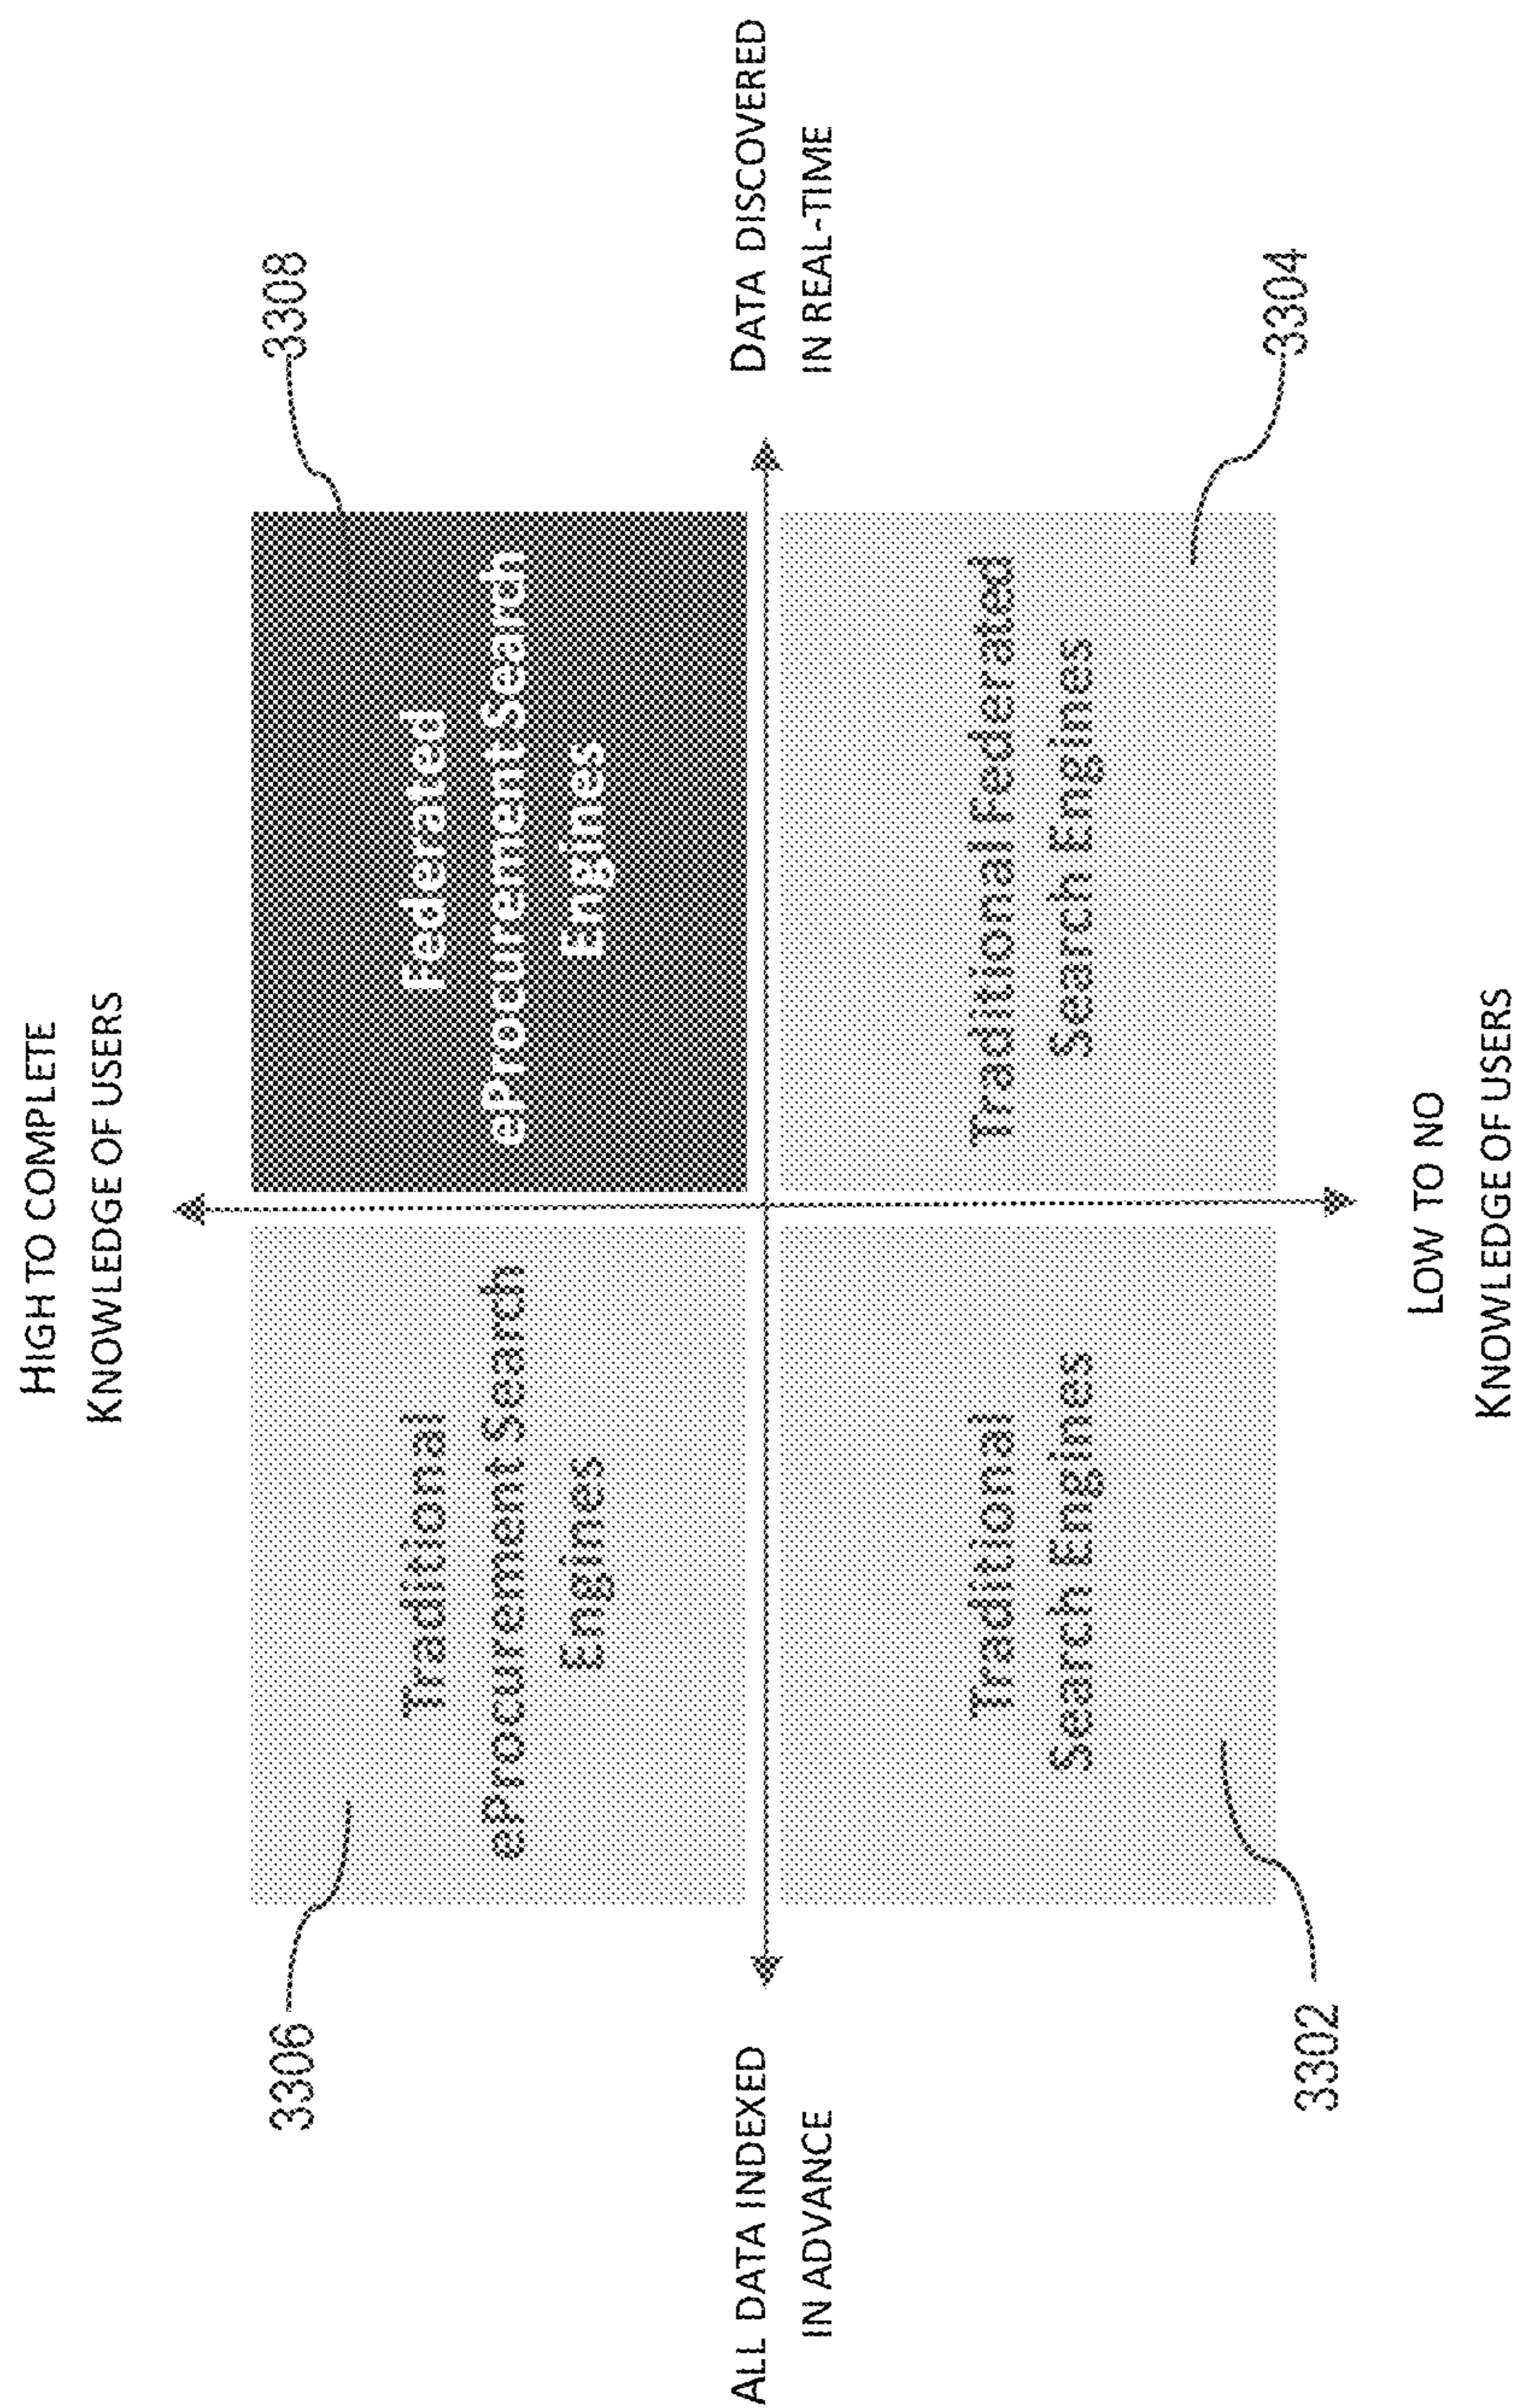 HIGH TO COMPLETE
KNOWLEDGE OF USERS
3306
3308
Traditional
eProcurement Search
Engines
Federated
eProcurement Search
Engines
ALL DATA INDEXED
IN ADVANCE
DATA DISCOVERED
IN REAL-TIME
Traditional
Search Engines
Traditional Federated
Search Engines
3302
3304
LOW TO NO
KNOWLEDGE OF USERS